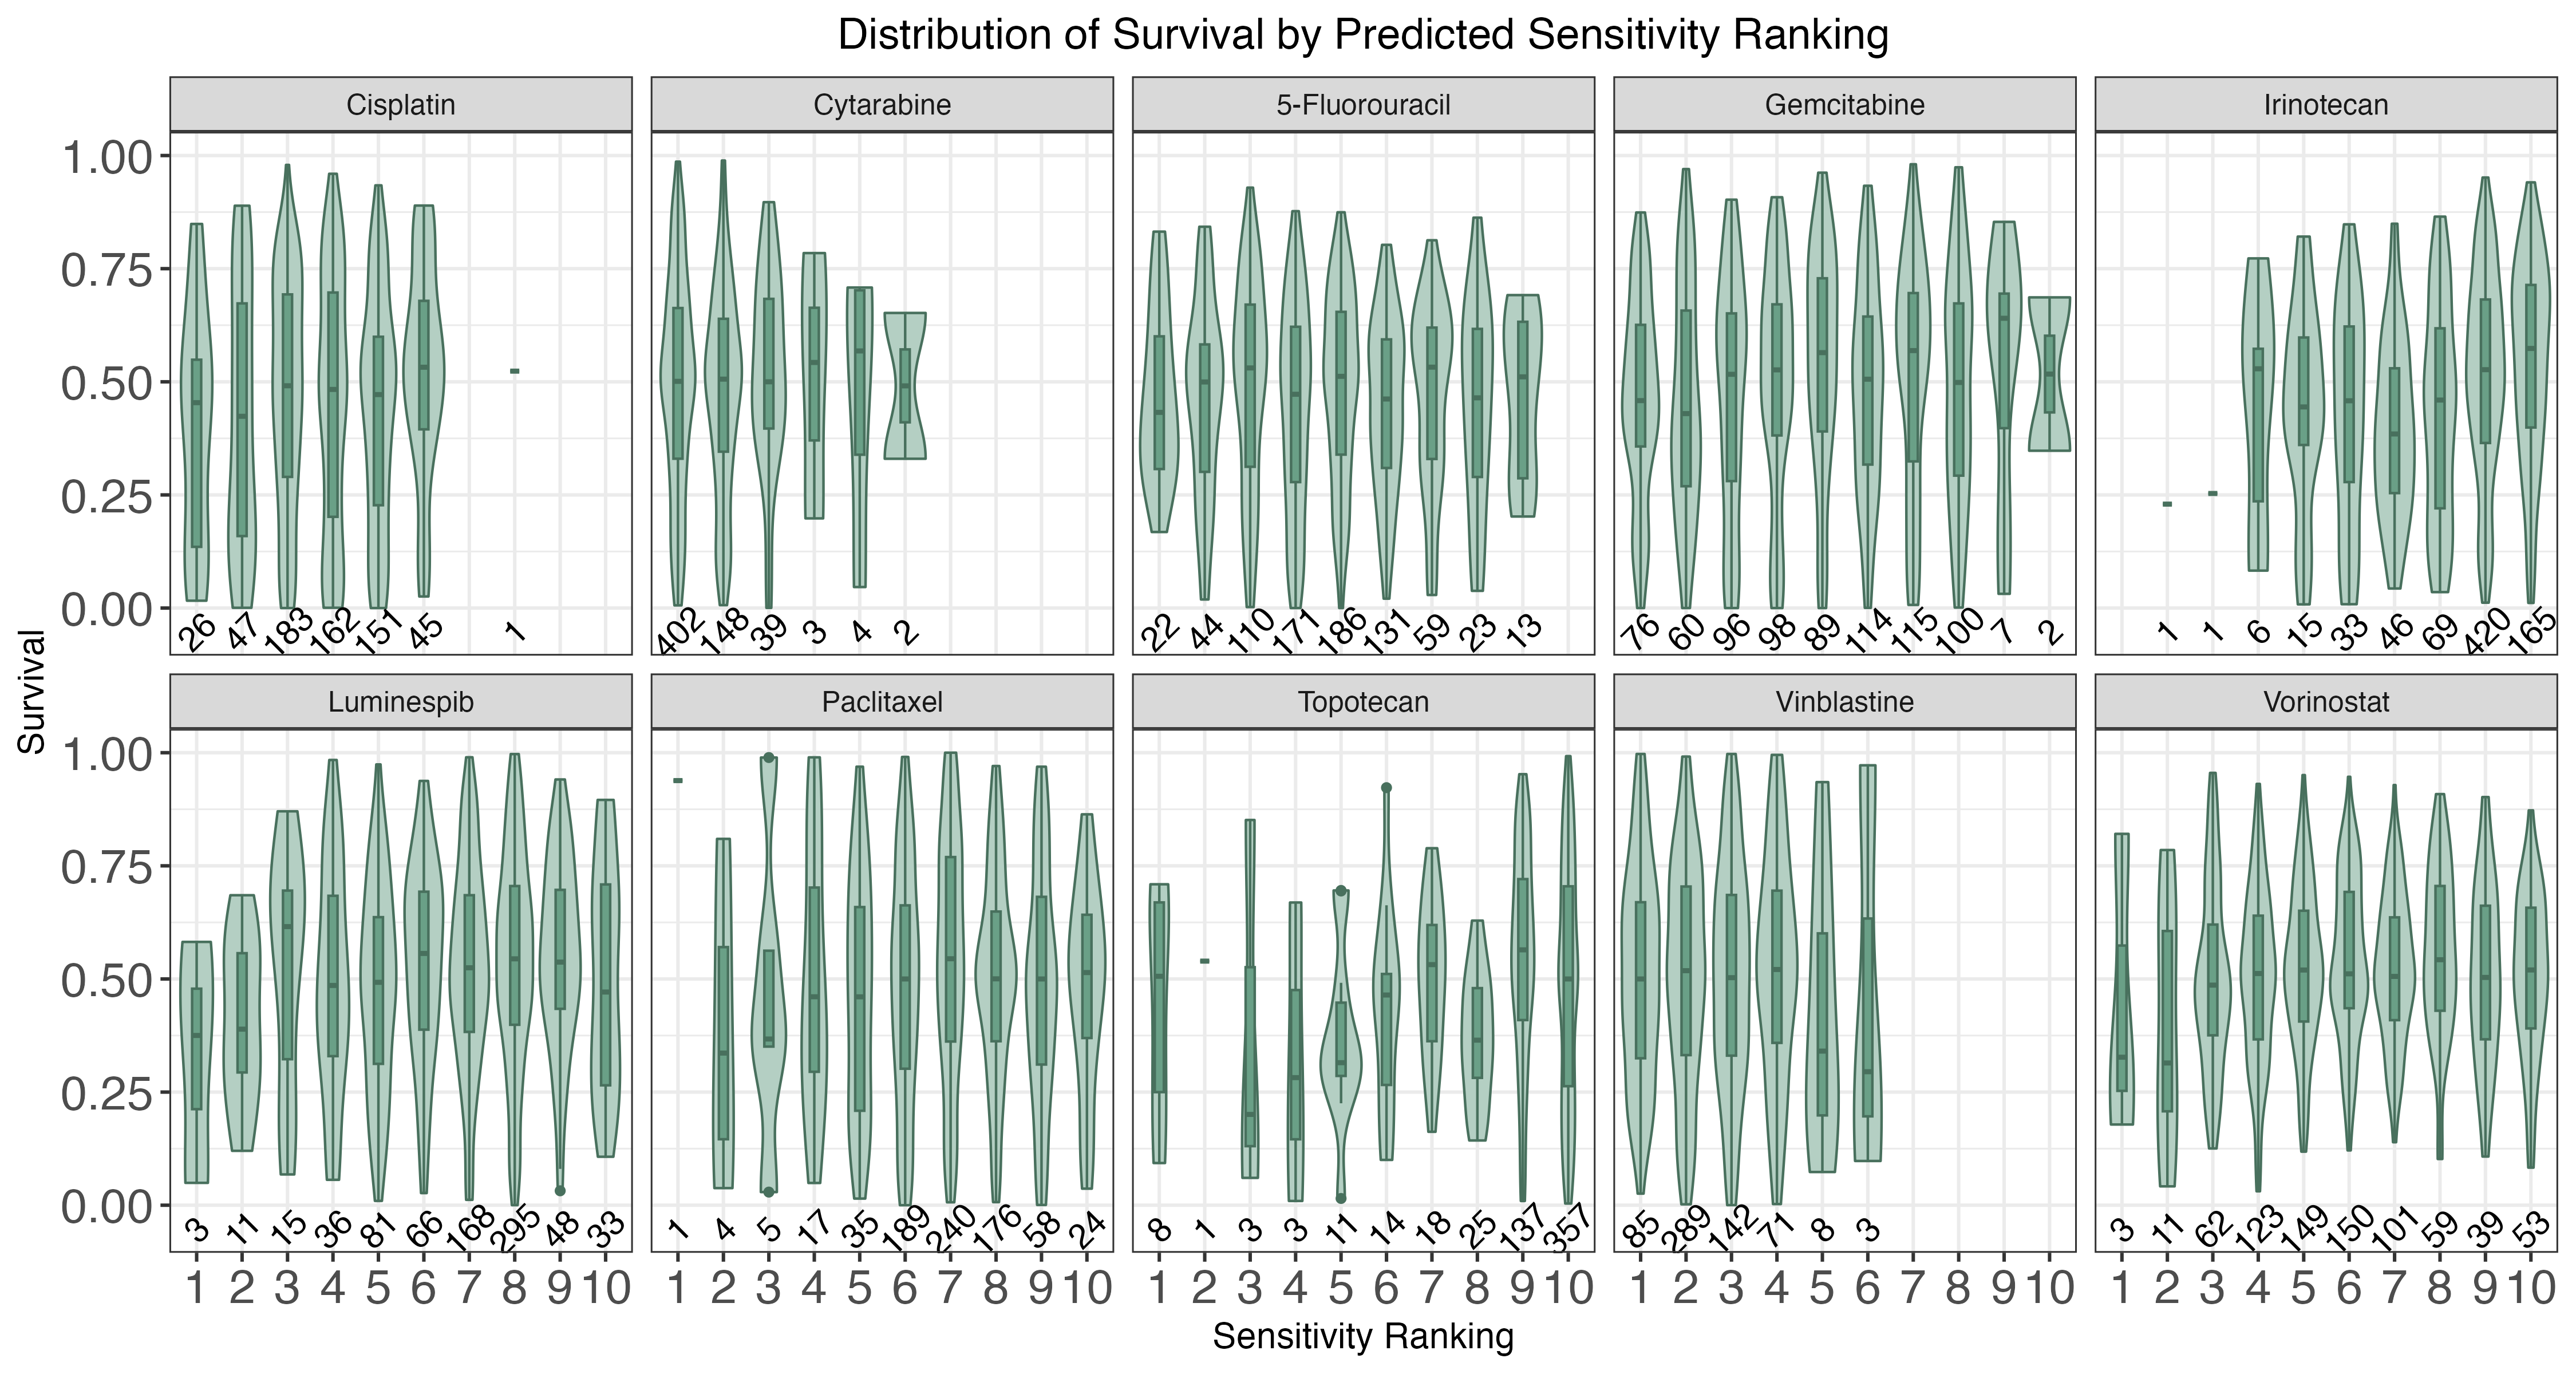 Distribution of Survival by Predicted Sensitivity Ranking
Cisplatin Cytarabine 5-Fluorouracil Gemcitabine Irinotecan
1.00
0.75
0.50
0.25
0.00
26 47 183 162 151 45 1
402 148 39 3 4 2
22 44 110 171 186 131 59 23 13
76 60 96 98 89 114 115 100 7 2
1 1 6 15 33 46 69 420 165
Survival
Luminespib Paclitaxel Topotecan Vinblastine Vorinostat
1.00
0.75
0.50
0.25
0.00
3 11 15 36 81 66 168 295 48 33
1 4 5 17 35 189 240 176 58 24
8 1 3 3 11 14 18 25 137 357
85 289 142 71 8 3
3 11 62 123 149 150 101 59 39 53
1 2 3 4 5 6 7 8 9 10
1 2 3 4 5 6 7 8 9 10
1 2 3 4 5 6 7 8 9 10
1 2 3 4 5 6 7 8 9 10
1 2 3 4 5 6 7 8 9 10
Sensitivity Ranking